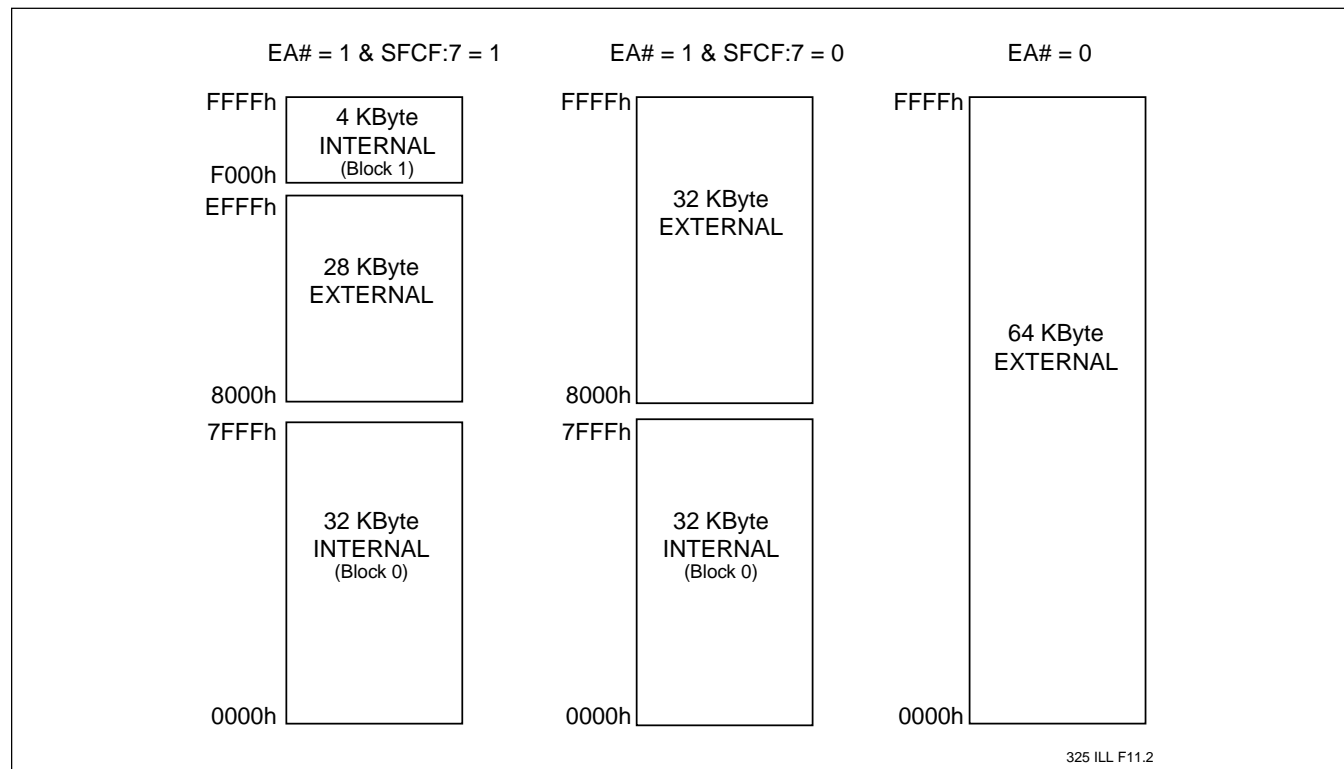 EA# = 1 & SFCF:7 = 1
FFFFh
4 KByte
INTERNAL
(Block 1)
F000h
EFFFh
28 KByte
EXTERNAL
8000h
7FFFh
32 KByte
INTERNAL
(Block 0)
0000h
EA# = 1 & SFCF:7 = 0
FFFFh
32 KByte
EXTERNAL
8000h
7FFFh
32 KByte
INTERNAL
(Block 0)
0000h
EA# = 0
FFFFh
64 KByte
EXTERNAL
0000h
325 ILL F11.2